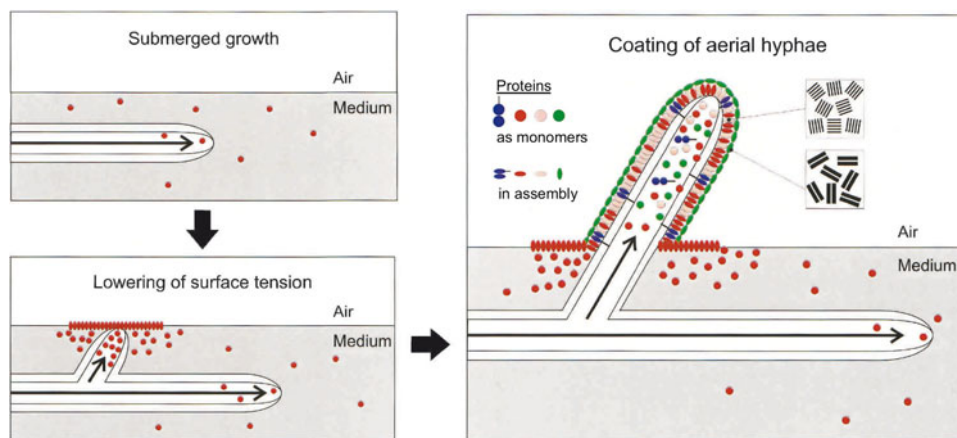 Submerged growth
Air
Medium
Lowering of surface tension
Air
Medium
Coating of aerial hyphae
Proteins
as monomers
in assembly
Air
Medium